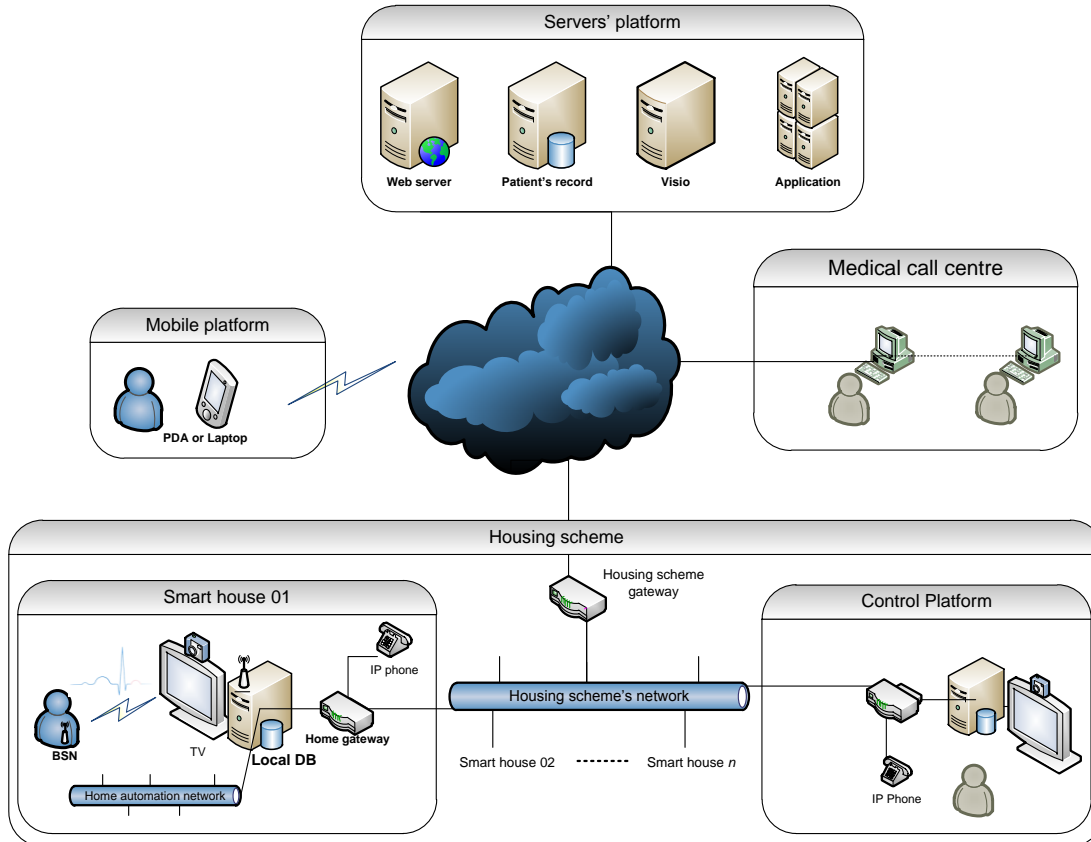 Servers' platform
Web server
Patient's record
Visio
Application
Medical call centre
Mobile platform
PDA or Laptop
Housing scheme
Housing scheme
gateway
Smart house 01
Control Platform
IP phone
Housing scheme's network
Home gateway
TV
BSN
Local DB
Smart house 02
Smart house n
Home automation network
IP Phone